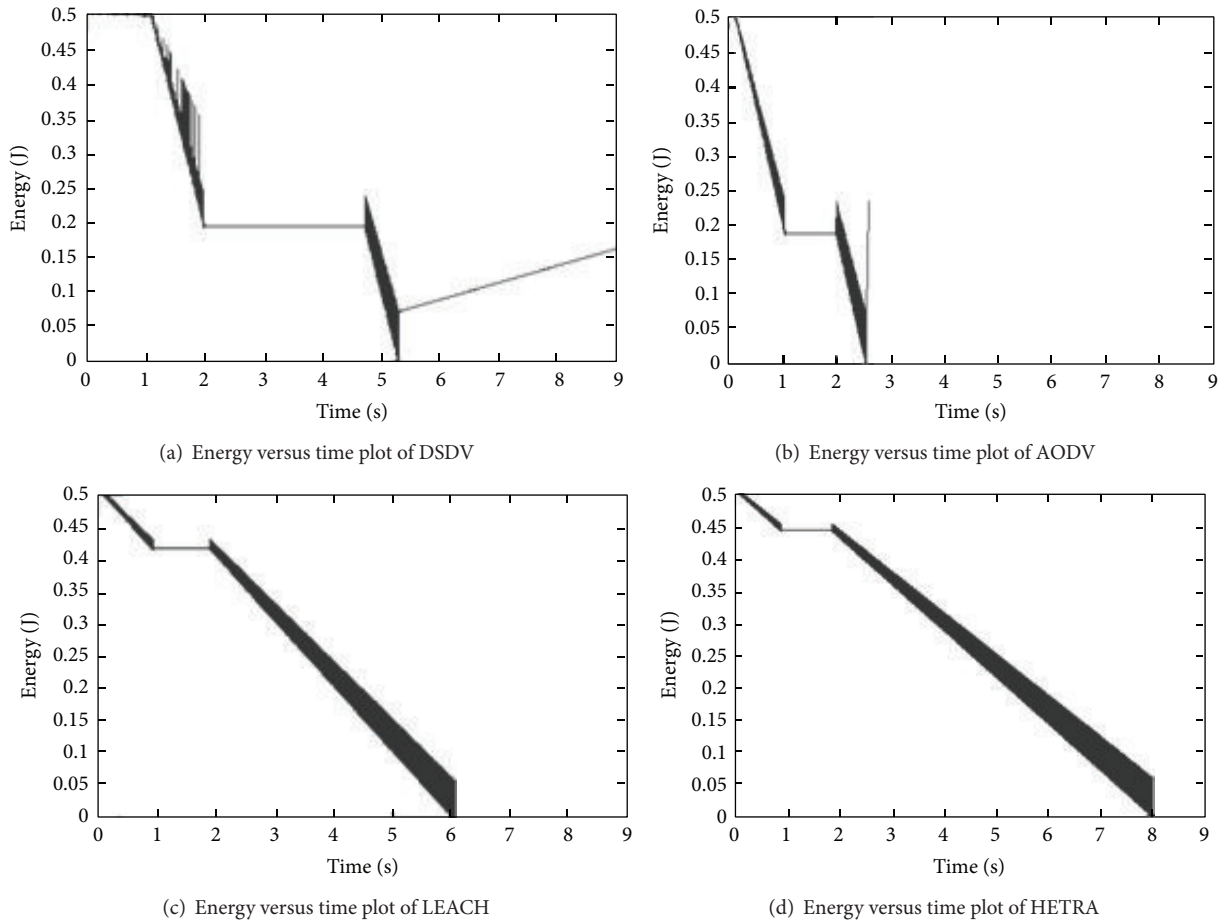 0.5
0.45
0.4
0.35
0.3
0.25
0.2
0.15
0.1
0.05
0
Energy (J)
0 1 2 3 4 5 6 7 8 9
Time (s)
(a) Energy versus time plot of DSDV
0.5
0.45
0.4
0.35
0.3
0.25
0.2
0.15
0.1
0.05
0
Energy (J)
0 1 2 3 4 5 6 7 8 9
Time (s)
(b) Energy versus time plot of AODV
0.5
0.45
0.4
0.35
0.3
0.25
0.2
0.15
0.1
0.05
0
Energy (J)
0 1 2 3 4 5 6 7 8 9
Time (s)
(c) Energy versus time plot of LEACH
0.5
0.45
0.4
0.35
0.3
0.25
0.2
0.15
0.1
0.05
0
Energy (J)
0 1 2 3 4 5 6 7 8 9
Time (s)
(d) Energy versus time plot of HETRA